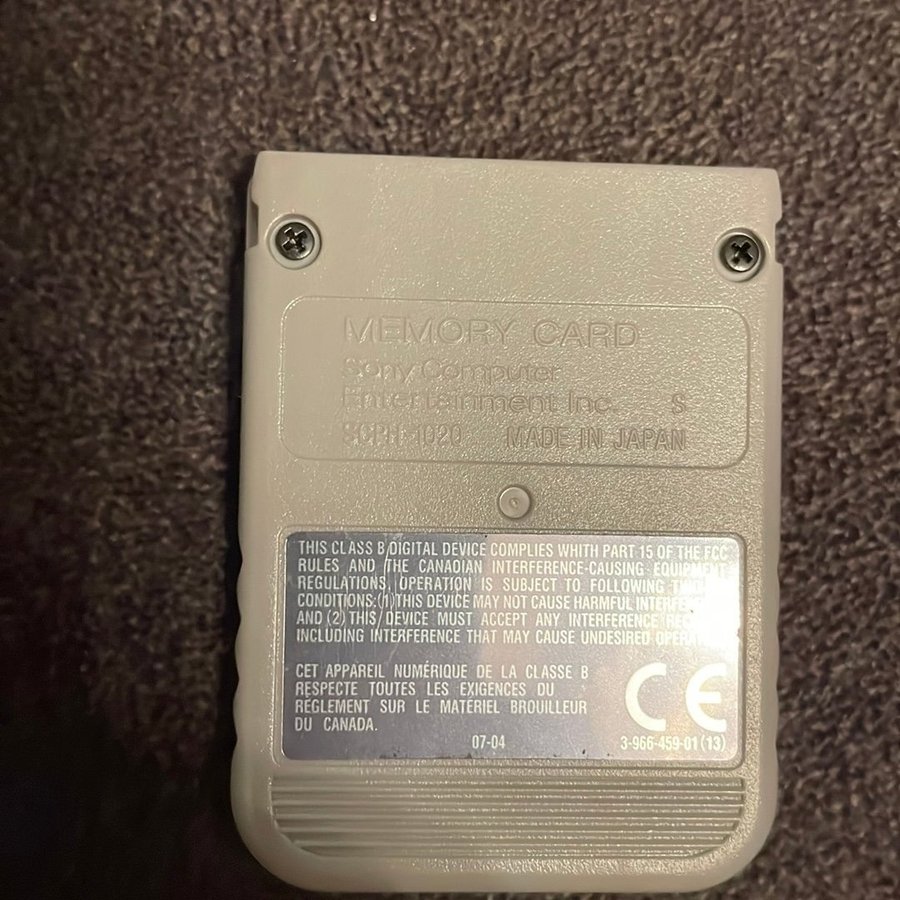 MEMORY CARD
Sony Computer
Entertainment Inc. S
SCPH-1020 MADE IN JAPAN
THIS CLASS B DIGITAL DEVICE COMPLIES WHITH PART 15 OF THE FCC
RULES AND THE CANADIAN INTERFERENCE-CAUSING EQUIPMENT
REGULATIONS, OPERATION IS SUBJECT TO FOLLOWING
CONDITIONS:(1)THIS DEVICE MAY NOT CAUSE HARMFUL
AND (2) THIS DEVICE MUST ACCEPT ANY INTERFERENCE
INCLUDING INTERFERENCE THAT MAY CAUSE UNDESIRED
CET APPAREIL NUMÉRIQUE DE LA CLASSE B
RESPECTE TOUTES LES EXIGENCES DU
REGLEMENT SUR LE MATÉRIEL BROUILLEUR
DU CANADA.
CE
07-04 3-966-459-01(13)